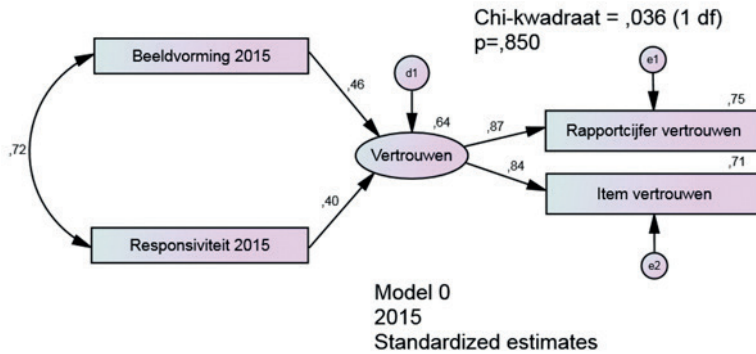 Chi-kwadraat = ,036 (1 df)
p=,850
Beeldvorming 2015
,46
d1
e1
,75
,64
,87
Rapportcijfer vertrouwen
,72
Vertrouwen
,84
,71
Item vertrouwen
,40
Responsiviteit 2015
e2
Model 0
2015
Standardized estimates